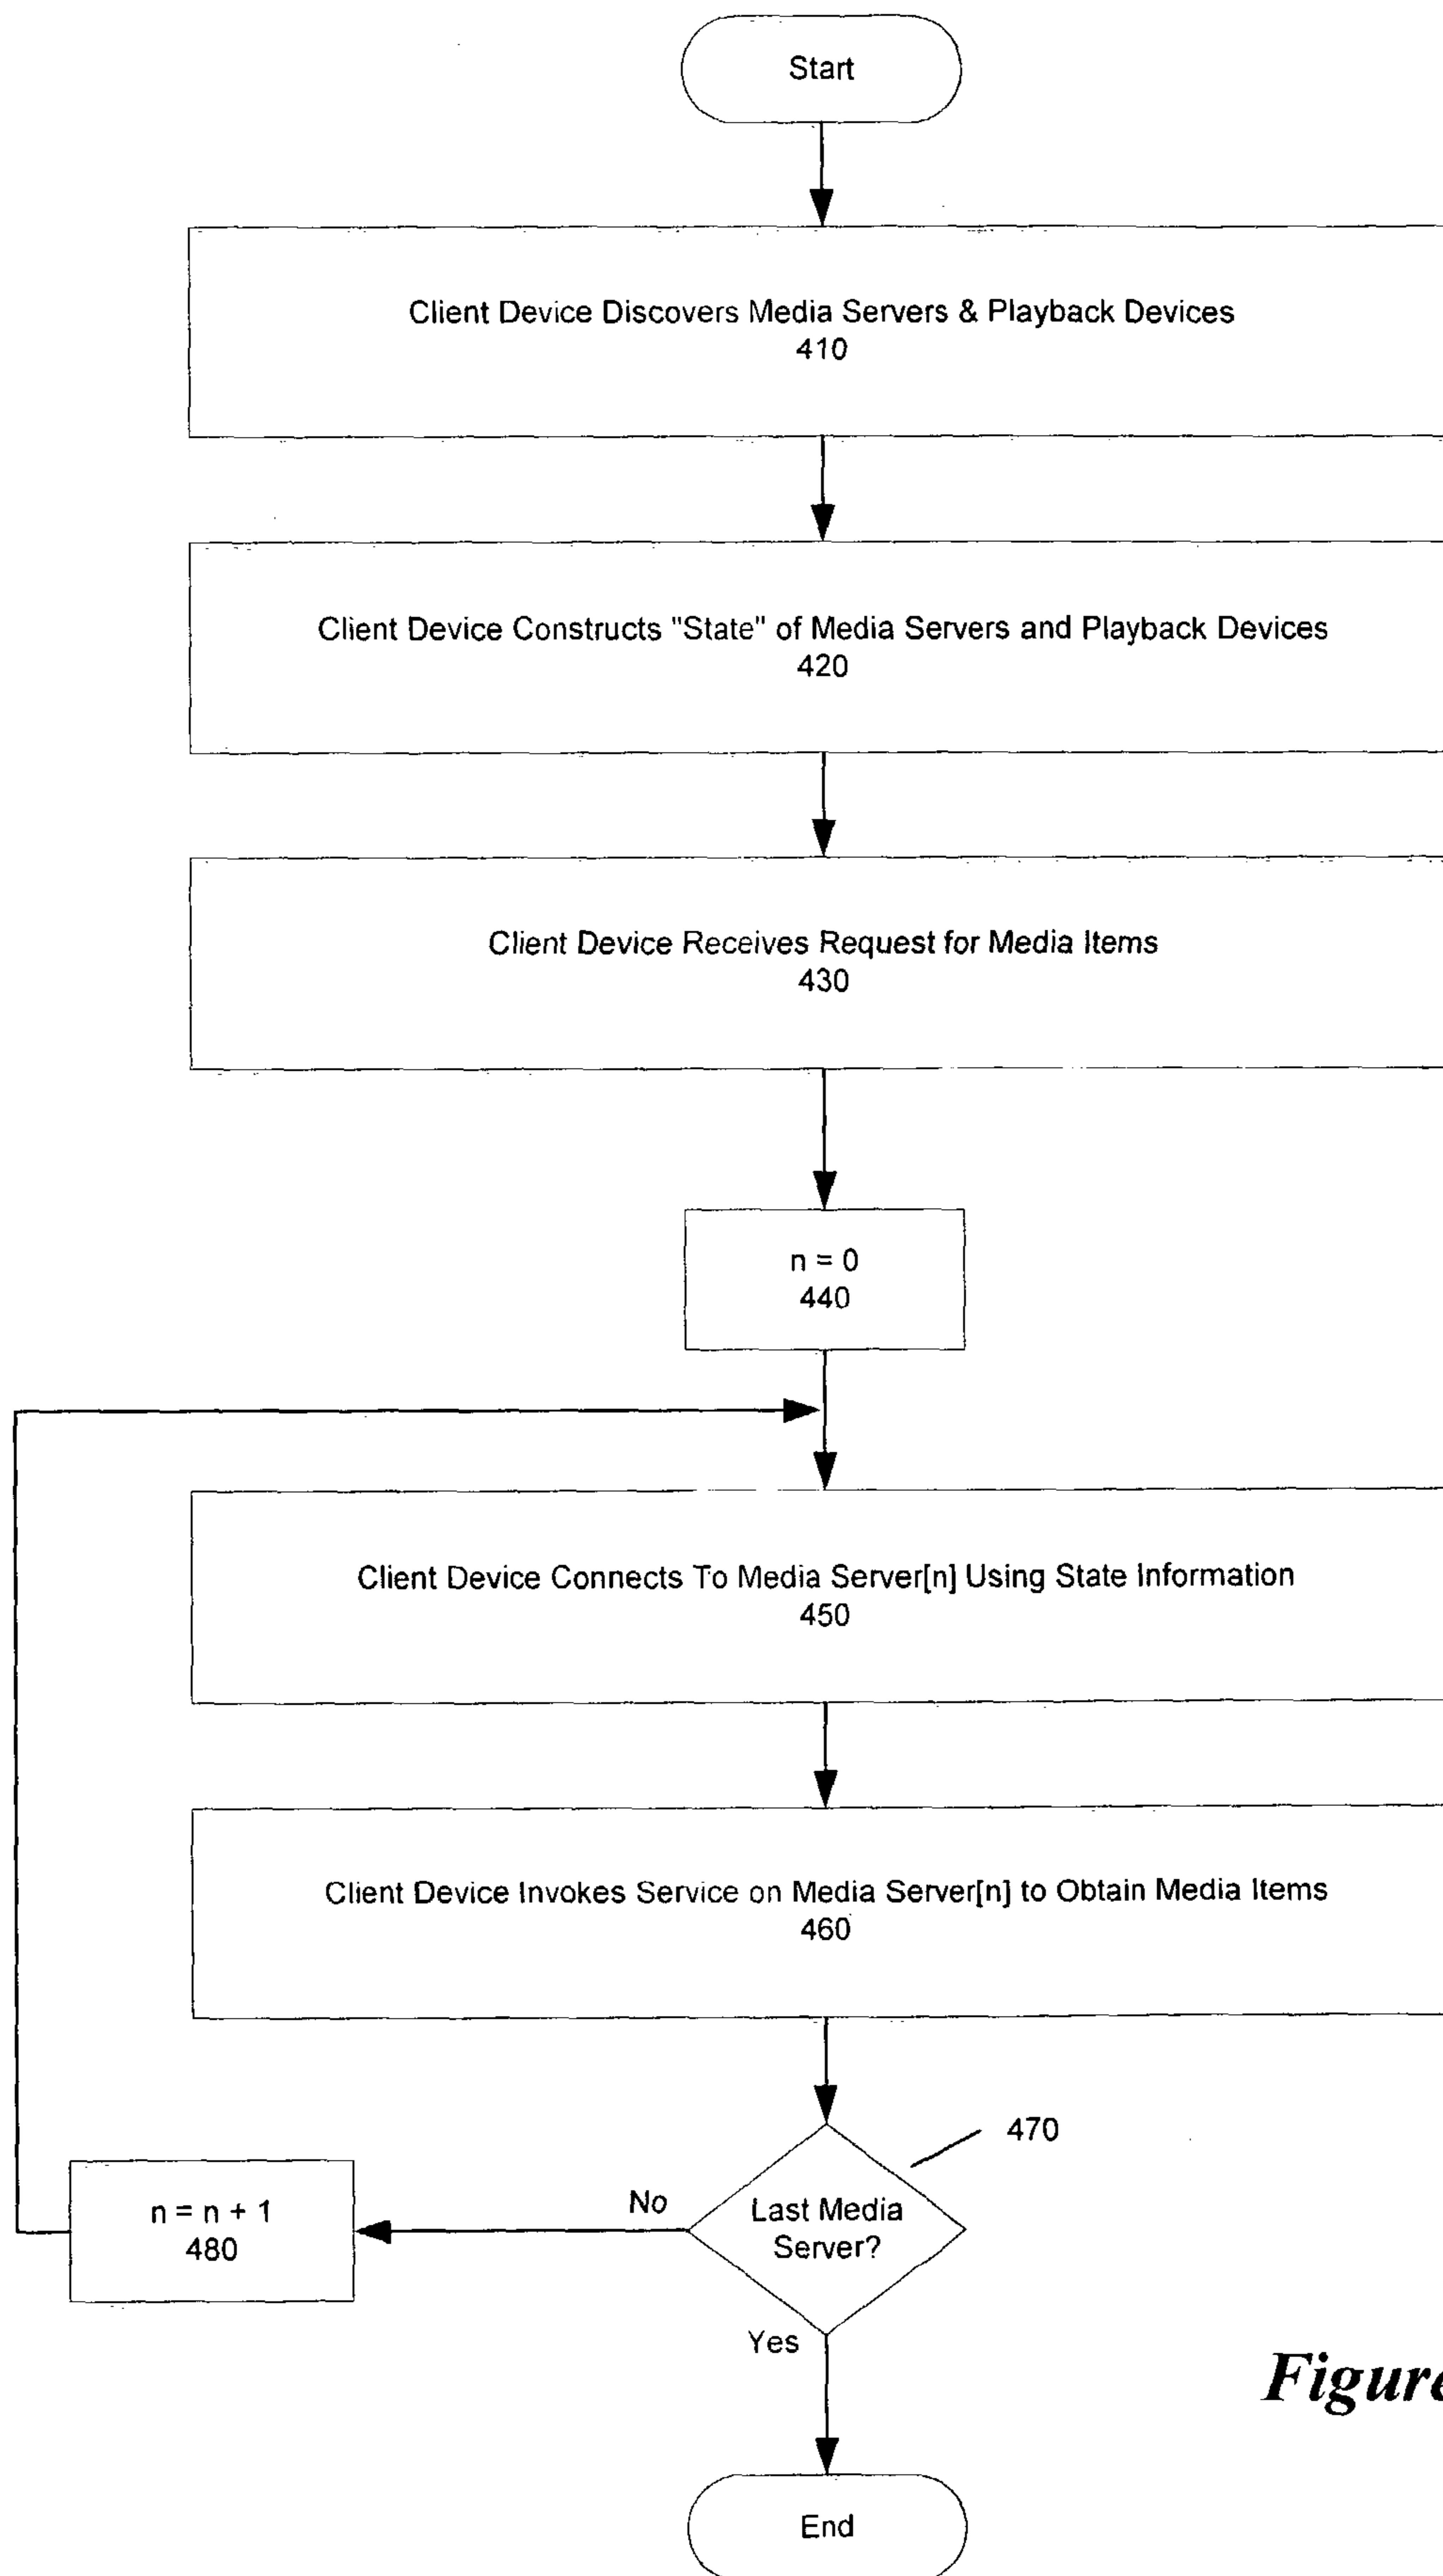 Start
Client Device Discovers Media Servers & Playback Devices
410
Client Device Constructs "State" of Media Servers and Playback Devices
420
Client Device Receives Request for Media Items
430
n = 0
440
Client Device Connects To Media Server[n] Using State Information
450
Client Device Invokes Service on Media Server[n] to Obtain Media Items
460
470
Last Media
Server?
No
n = n + 1
480
Yes
Figure
End